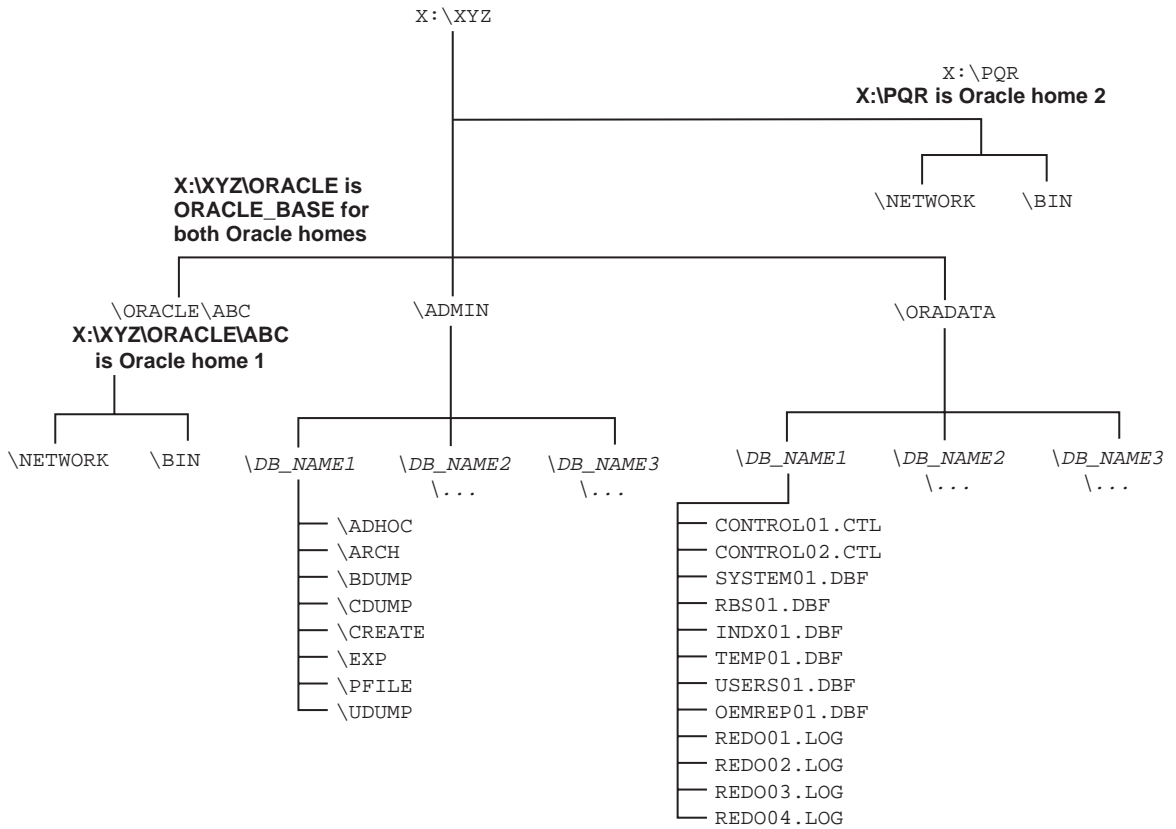 X:\XYZ
X:\PQR
X:\PQR is Oracle home 2
\NETWORK
\BIN
X:\XYZ\ORACLE is
ORACLE_BASE for
both Oracle homes
\ORACLE\ABC
X:\XYZ\ORACLE\ABC
is Oracle home 1
\ADMIN
\ORADATA
\NETWORK
\BIN
\DB_NAME1
\DB_NAME2
\...
\DB_NAME3
\...
\ADHOC
\ARCH
\BDUMP
\CDUMP
\CREATE
\EXP
\PFILE
\UDUMP
\DB_NAME1
\DB_NAME2
\...
\DB_NAME3
\...
CONTROL01.CTL
CONTROL02.CTL
SYSTEM01.DBF
RBS01.DBF
INDX01.DBF
TEMP01.DBF
USERS01.DBF
OEMREP01.DBF
REDO01.LOG
REDO02.LOG
REDO03.LOG
REDO04.LOG